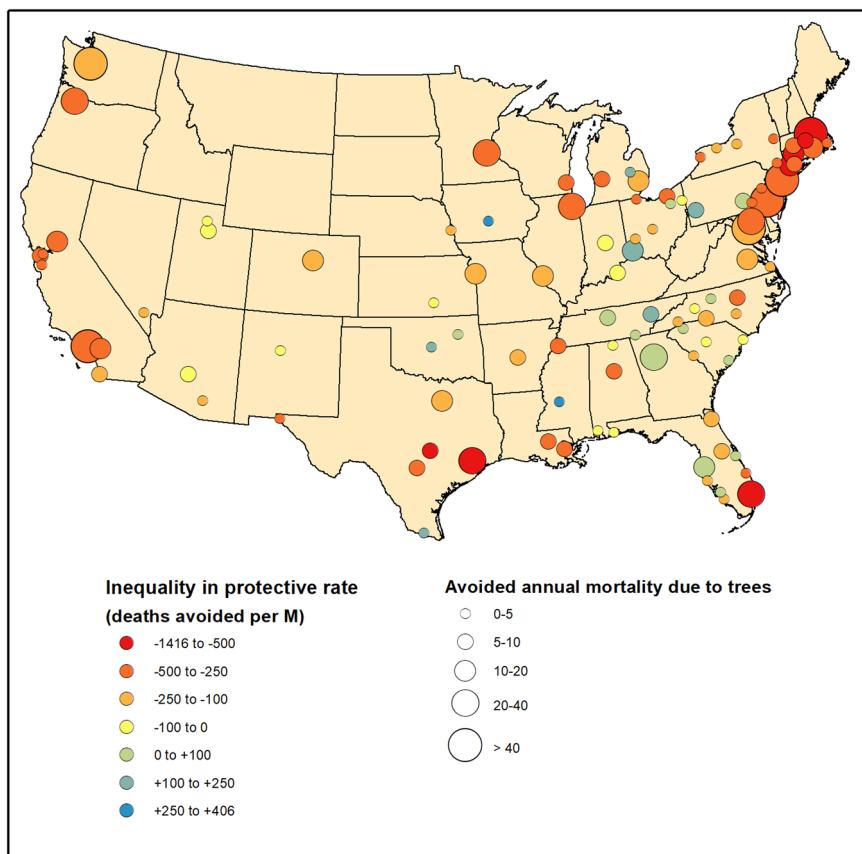 Inequality in protective rate
(deaths avoided per M)
-1416 to -500
-500 to -250
-250 to -100
-100 to 0
0 to +100
+100 to +250
+250 to +406
Avoided annual mortality due to trees
0-5
5-10
10-20
20-40
> 40